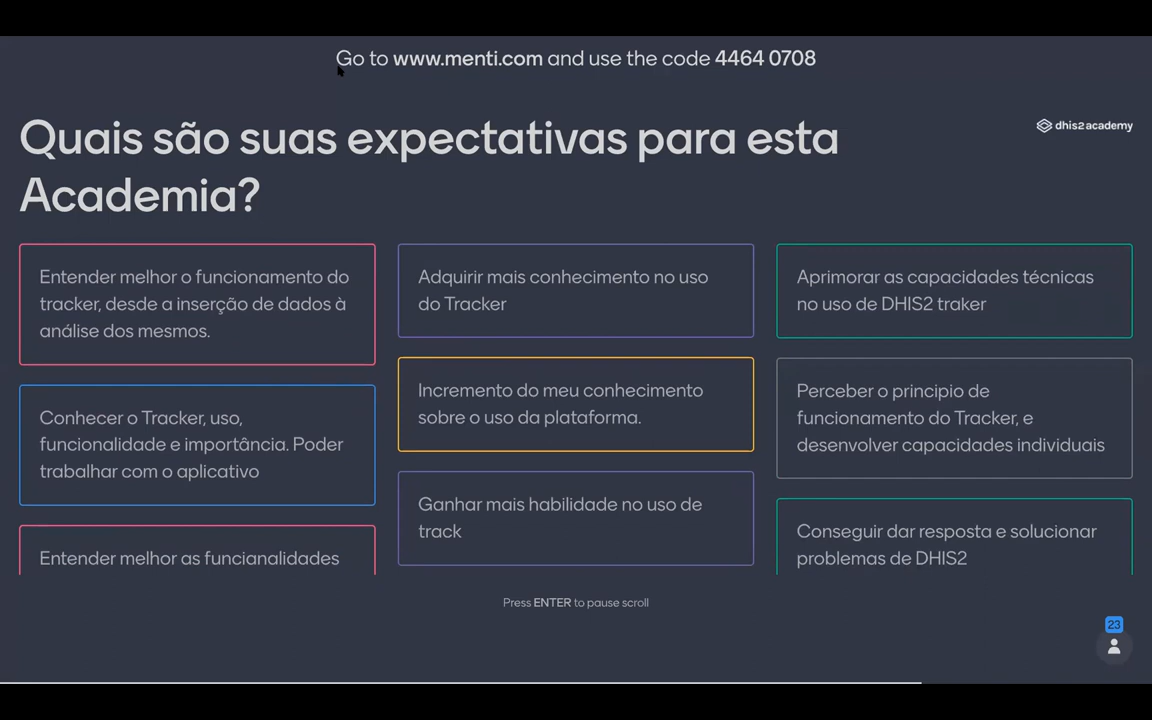 Go to www.menti.com and use the code 4464 0708
Quais são suas expectativas para esta
Academia?
dhis2 academy
Entender melhor o funcionamento do
tracker, desde a inserção de dados à
análise dos mesmos.
Conhecer o Tracker, uso,
funcionalidade e importância. Poder
trabalhar com o aplicativo
Entender melhor as funcianalidades
Adquirir mais conhecimento no uso
do Tracker
Incremento do meu conhecimento
sobre o uso da plataforma.
Ganhar mais habilidade no uso de
track
Aprimorar as capacidades técnicas
no uso de DHIS2 traker
Perceber o principio de
funcionamento do Tracker, e
desenvolver capacidades individuais
Conseguir dar resposta e solucionar
problemas de DHIS2
Press ENTER to pause scroll
23